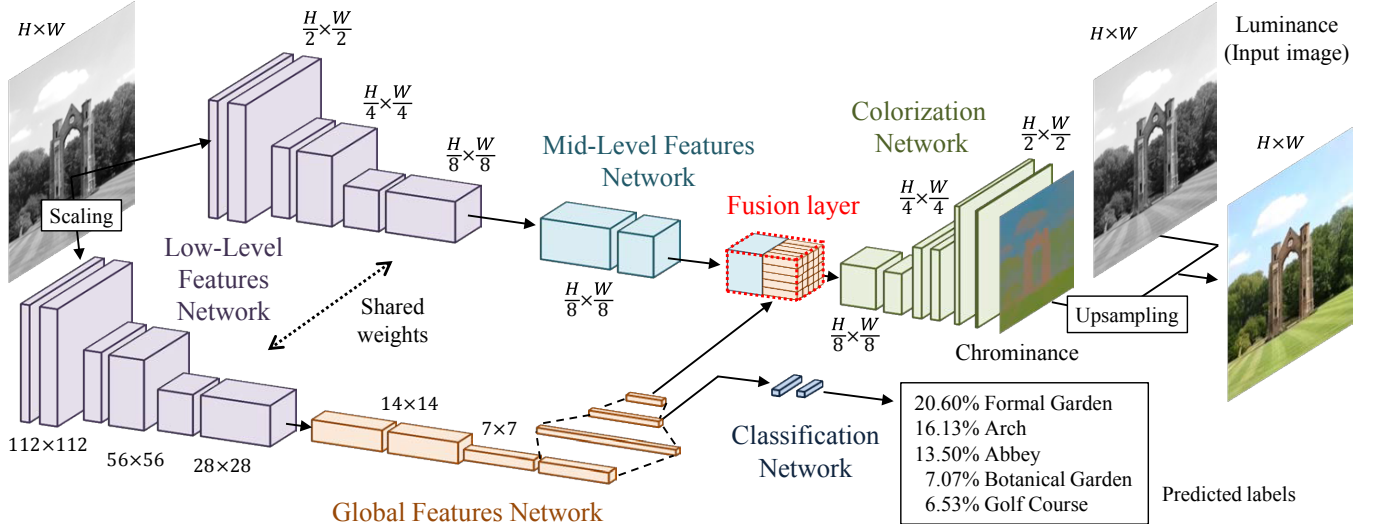 H×W
H/2 × W/2
H/4 × W/4
H/8 × W/8
Scaling
Low-Level
Features
Network
Shared
weights
112×112
56×56
28×28
14×14
7×7
Global Features Network
Mid-Level Features
Network
H/8 × W/8
Fusion layer
Colorization
Network
H/8 × W/8
H/4 × W/4
H/2 × W/2
Chrominance
H×W
Luminance
(Input image)
H×W
Upsampling
Classification
Network
20.60% Formal Garden
16.13% Arch
13.50% Abbey
7.07% Botanical Garden
6.53% Golf Course
Predicted labels